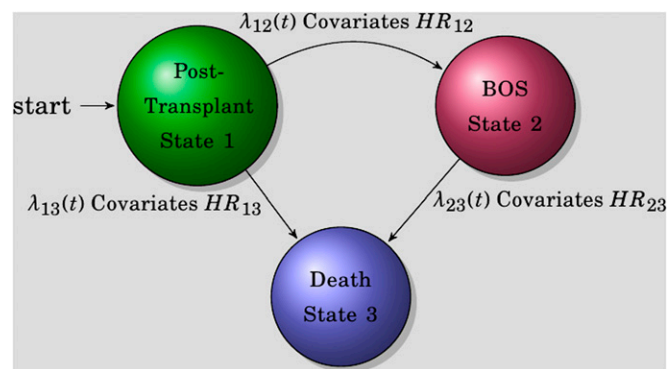 λ₁₂(t) Covariates HR₁₂
Post-
Transplant
State 1
start
BOS
State 2
λ₁₃(t) Covariates HR₁₃
λ₂₃(t) Covariates HR₂₃
Death
State 3